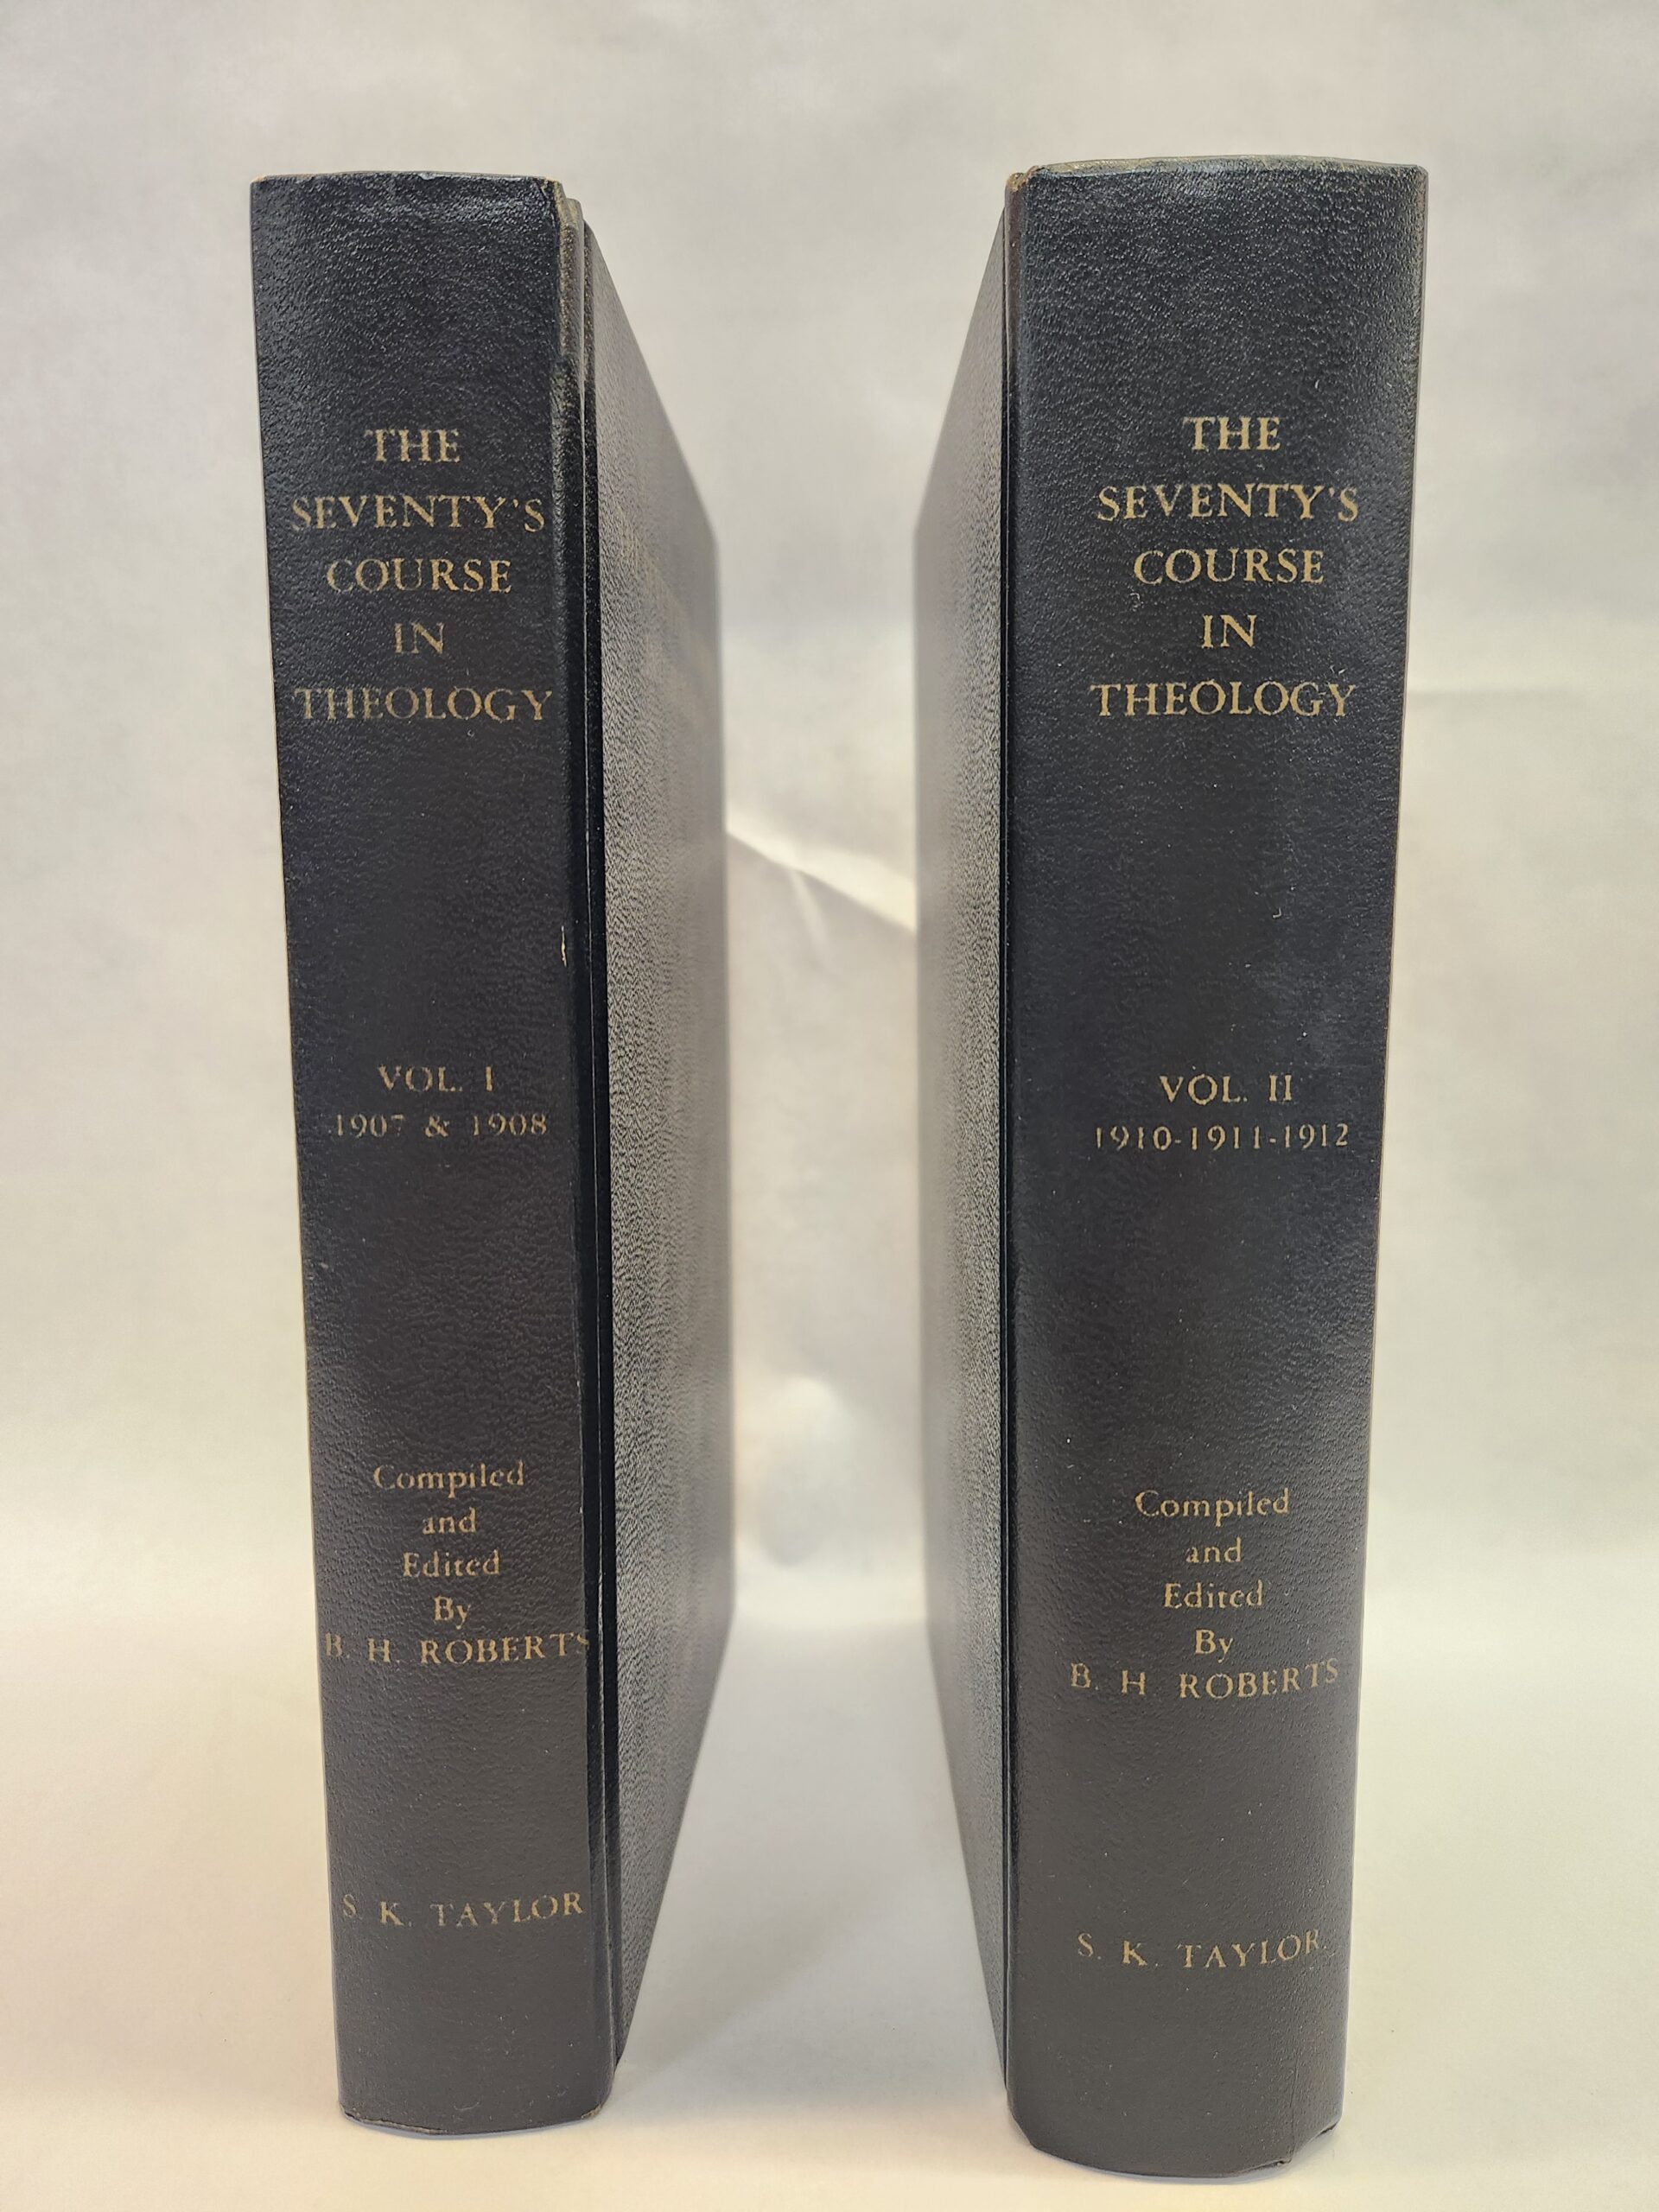 THE
SEVENTY'S
COURSE
IN
THEOLOGY
VOL. I
1907 & 1908
Compiled
and
Edited
By
B. H. ROBERTS
S. K. TAYLOR
THE
SEVENTY'S
COURSE
IN
THEOLOGY
VOL. II
1910-1911-1912
Compiled
and
Edited
By
B. H ROBERTS
S. K. TAYLOR